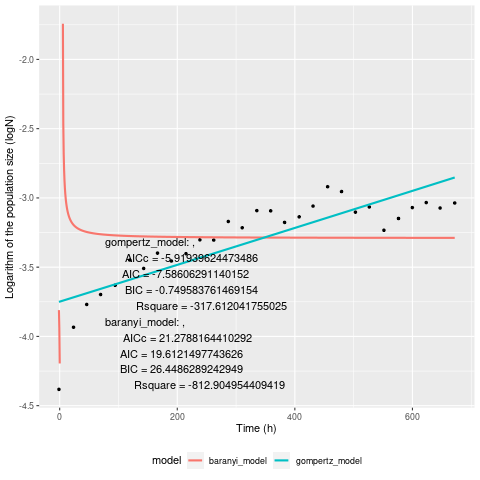 Logarithm of the population size (logN)
-2.0
-2.5
-3.0
-3.5
-4.0
-4.5
gompertz_model: ,
AICc = -5.91939624473486
AIC = -7.58606291140152
BIC = -0.749583761469154
Rsquare = -317.612041755025
baranyi_model: ,
AICc = 21.2788164410292
AIC = 19.6121497743626
BIC = 26.4486289242949
Rsquare = -812.904954409419
0 200 400 600
Time (h)
model baranyi_model gompertz_model